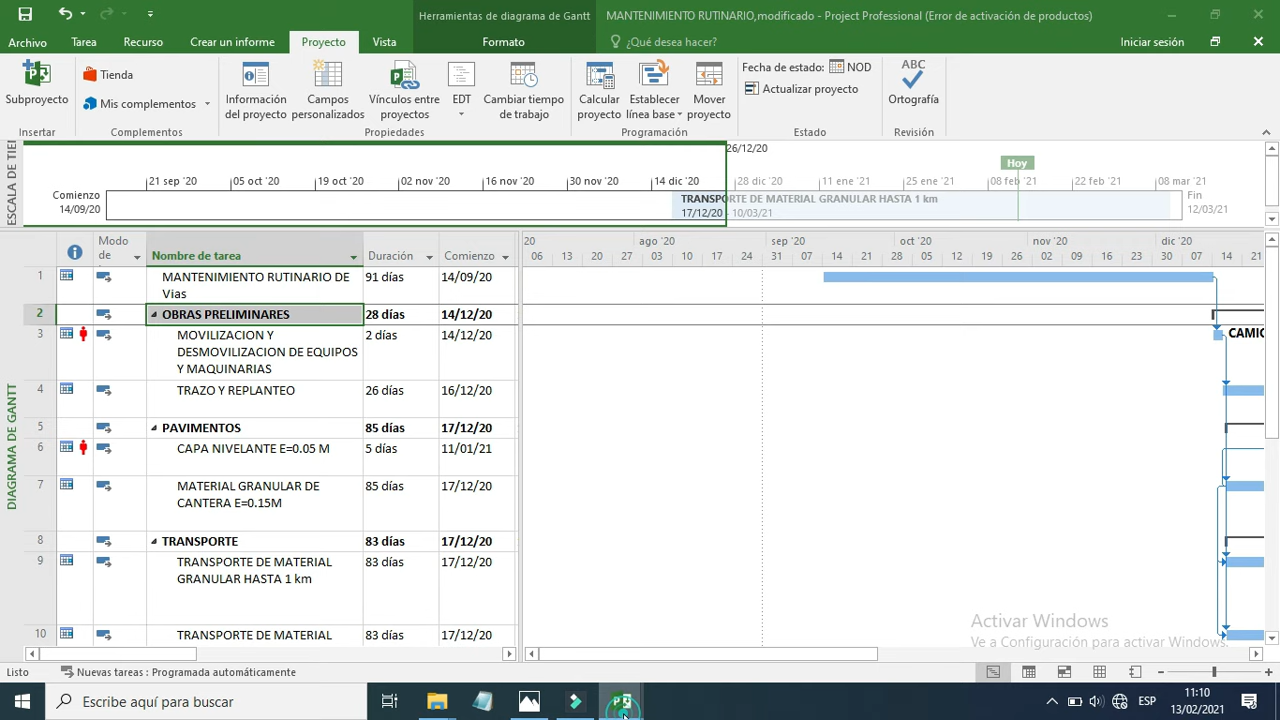 Herramientas de diagrama de Gantt
MANTENIMIENTO RUTINARIO,modificado - Project Professional (Error de activación de productos)
Archivo Tarea Recurso Crear un informe Proyecto Vista Formato ¿Qué desea hacer? Iniciar sesión
Subproyecto
Insertar
Tienda
Mis complementos
Complementos
Información del proyecto
Campos personalizados
Vínculos entre proyectos
EDT
Cambiar tiempo de trabajo
Propiedades
Calcular proyecto
Establecer línea base
Mover proyecto
Programación
Fecha de estado: NOD
Actualizar proyecto
Estado
ABC
Ortografía
Revisión
ESCALA DE TIE
26/12/20
Hoy
21 sep '20 05 oct '20 19 oct '20 02 nov '20 16 nov '20 30 nov '20 14 dic '20 28 dic '20 11 ene '21 25 ene '21 08 feb '21 22 feb '21 08 mar '21
Comienzo
14/09/20
TRANSPORTE DE MATERIAL GRANULAR HASTA 1 km
17/12/20 - 10/03/21
Fin
12/03/21
Modo de Nombre de tarea Duración Comienzo
20 ago '20 sep '20 oct '20 nov '20 dic '20
06 13 20 27 03 10 17 24 31 07 14 21 28 05 12 19 26 02 09 16 23 30 07 14 21
DIAGRAMA DE GANTT
1 MANTENIMIENTO RUTINARIO DE Vias 91 días 14/09/20
2 OBRAS PRELIMINARES 28 días 14/12/20
3 MOVILIZACION Y DESMOVILIZACION DE EQUIPOS Y MAQUINARIAS 2 días 14/12/20
CAMIO
4 TRAZO Y REPLANTEO 26 días 16/12/20
5 PAVIMENTOS 85 días 17/12/20
6 CAPA NIVELANTE E=0.05 M 5 días 11/01/21
7 MATERIAL GRANULAR DE CANTERA E=0.15M 85 días 17/12/20
8 TRANSPORTE 83 días 17/12/20
9 TRANSPORTE DE MATERIAL GRANULAR HASTA 1 km 83 días 17/12/20
10 TRANSPORTE DE MATERIAL 83 días 17/12/20
Activar Windows
Ve a Configuración para activar Windows.
Listo Nuevas tareas : Programada automáticamente
Escribe aquí para buscar
ESP
11:10
13/02/2021